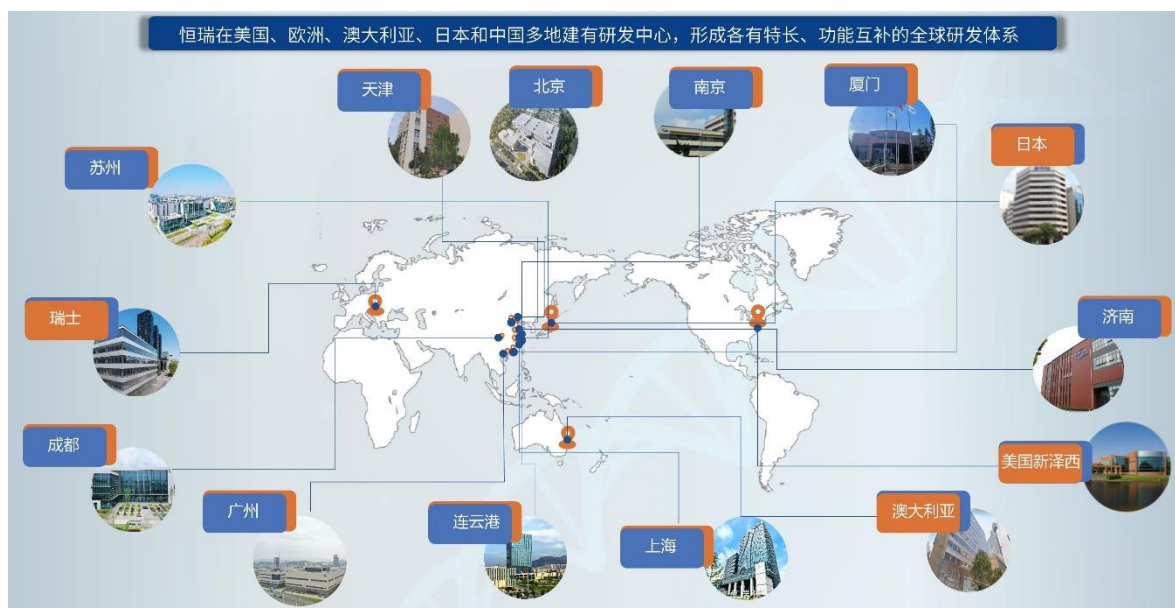 恒瑞在美国、欧洲、澳大利亚、日本和中国多地建有研发中心，形成各有特长、功能互补的全球研发体系
天津
北京
南京
厦门
日本
苏州
瑞士
济南
成都
美国新泽西
广州
连云港
上海
澳大利亚